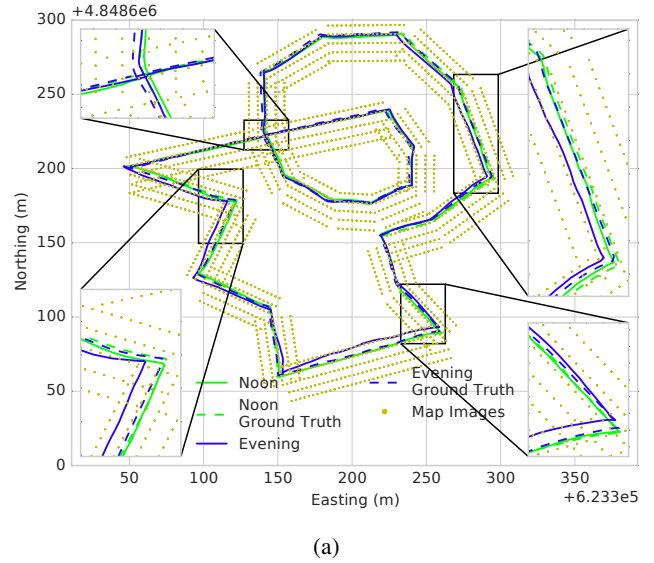 +4.8486e6
300
250
200
150
100
50
0
Northing (m)
50
100
150
200
250
300
350
Easting (m)
+6.233e5
Noon
Noon
Ground Truth
Evening
Evening
Ground Truth
Map Images
(a)